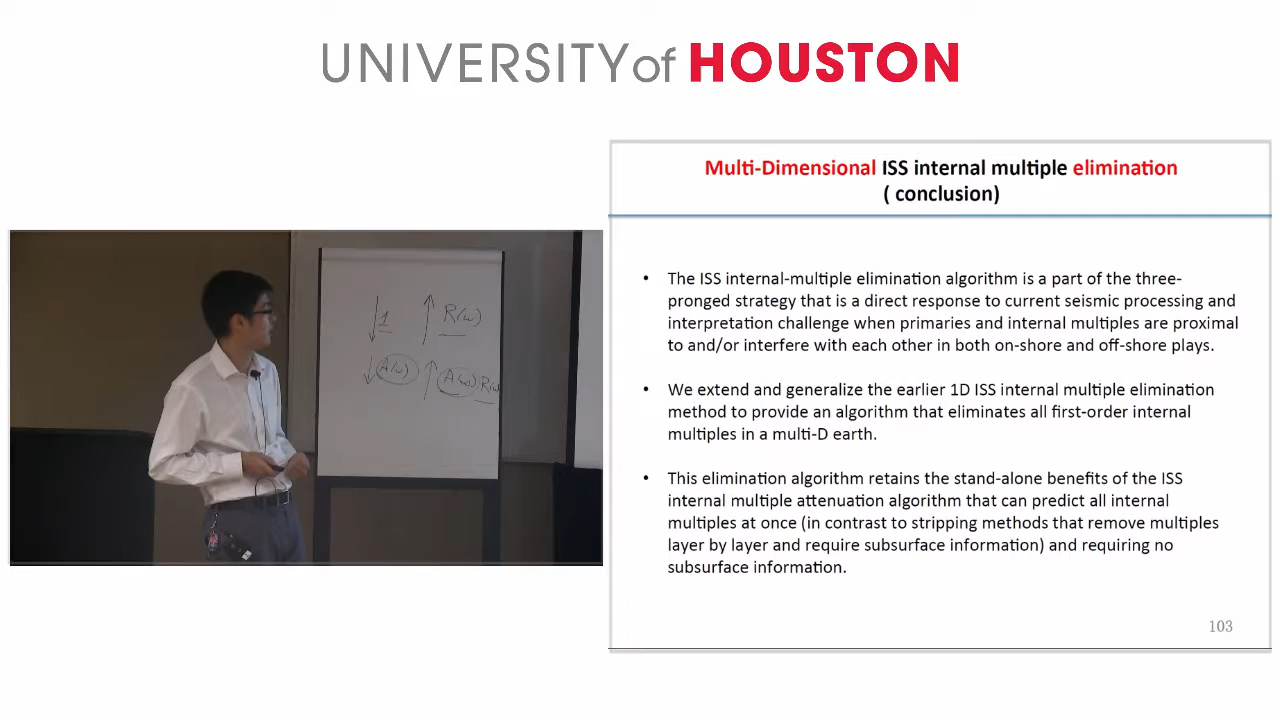 UNIVERSITY of HOUSTON
1 R(ω)
A(ω) A(ω) R(ω
Multi-Dimensional ISS internal multiple elimination
( conclusion)
• The ISS internal-multiple elimination algorithm is a part of the three-
pronged strategy that is a direct response to current seismic processing and
interpretation challenge when primaries and internal multiples are proximal
to and/or interfere with each other in both on-shore and off-shore plays.
• We extend and generalize the earlier 1D ISS internal multiple elimination
method to provide an algorithm that eliminates all first-order internal
multiples in a multi-D earth.
• This elimination algorithm retains the stand-alone benefits of the ISS
internal multiple attenuation algorithm that can predict all internal
multiples at once (in contrast to stripping methods that remove multiples
layer by layer and require subsurface information) and requiring no
subsurface information.
103